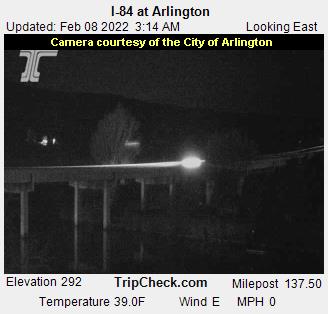 I-84 at Arlington
Updated: Feb 08 2022 3:14 AM Looking East
Camera courtesy of the City of Arlington
Elevation 292 TripCheck.com Milepost 137.50
Temperature 39.0F Wind E MPH 0